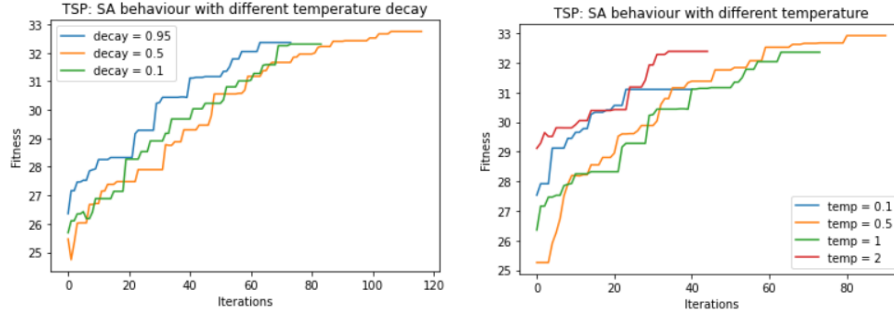 TSP: SA behaviour with different temperature decay
33
32
31
30
29
28
27
26
25
Fitness
decay = 0.95
decay = 0.5
decay = 0.1
0
20
40
60
80
100
120
Iterations
TSP: SA behaviour with different temperature
33
32
31
30
29
28
27
26
25
Fitness
temp = 0.1
temp = 0.5
temp = 1
temp = 2
0
20
40
60
80
Iterations